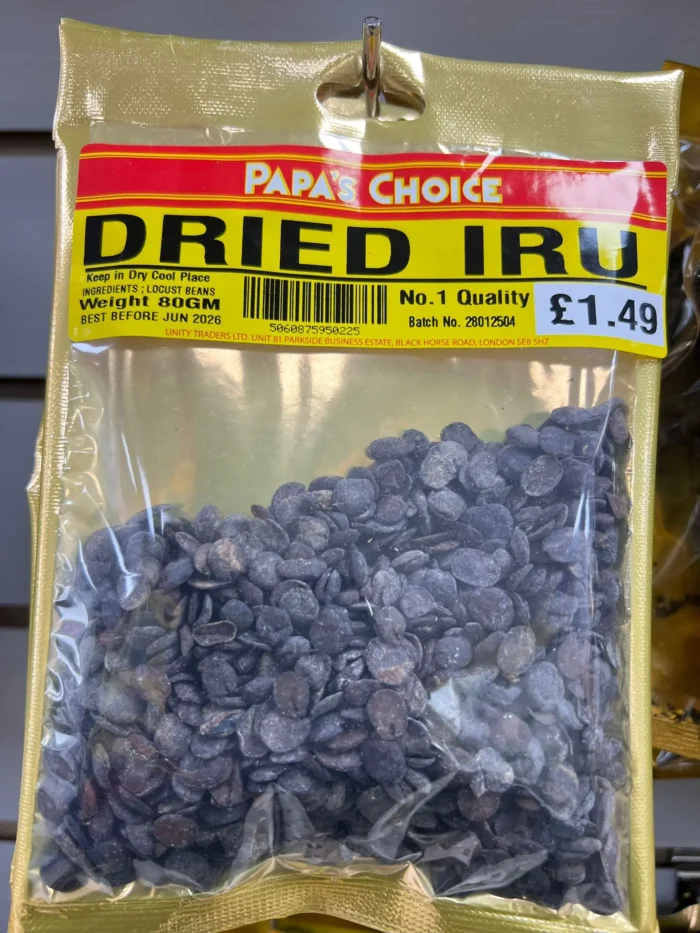 PAPA'S CHOICE
DRIED IRU
Keep in Dry Cool Place
INGREDIENTS ; LOCUST BEANS
Weight 80GM
BEST BEFORE JUN 2026
5060875950225
No.1 Quality
Batch No. 28012504
£1.49
UNITY TRADERS LTD. UNIT 81 PARKSIDE BUSINESS ESTATE, BLACK HORSE ROAD, LONDON SE8 5HZ